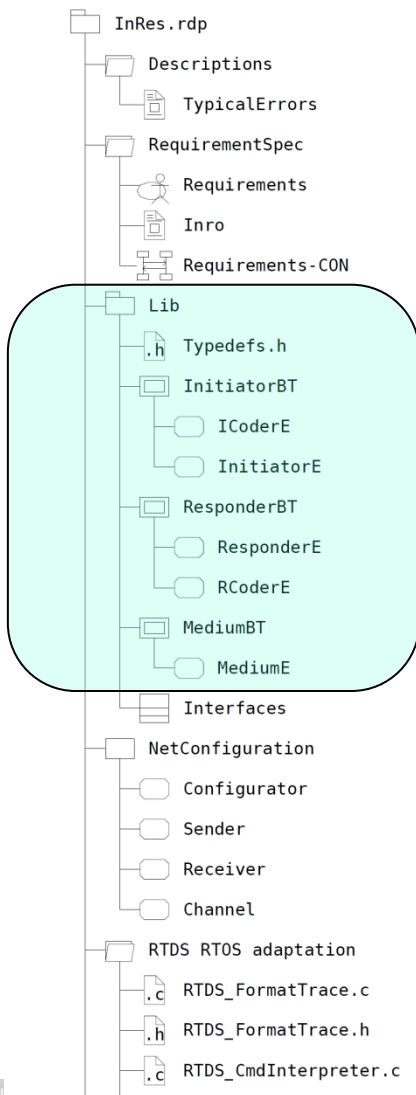 InRes.rdp
Descriptions
TypicalErrors
RequirementSpec
Requirements
Inro
Requirements-CON
Lib
.h Typedefs.h
InitiatorBT
ICoderE
InitiatorE
ResponderBT
ResponderE
RCoderE
MediumBT
MediumE
Interfaces
NetConfiguration
Configurator
Sender
Receiver
Channel
RTDS RTOS adaptation
.c RTDS_FormatTrace.c
.h RTDS_FormatTrace.h
.c RTDS_CmdInterpreter.c